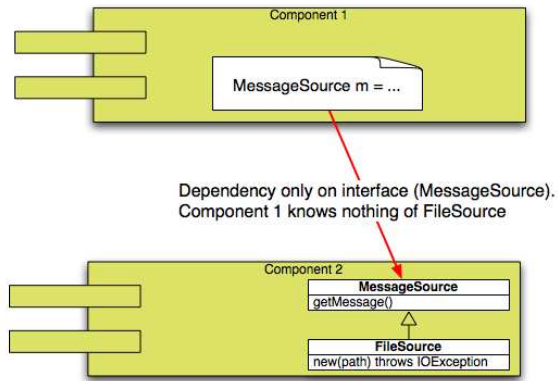 Component 1
MessageSource m = ...
Dependency only on interface (MessageSource).
Component 1 knows nothing of FileSource
Component 2
MessageSource
getMessage()
FileSource
new(path) throws IOException